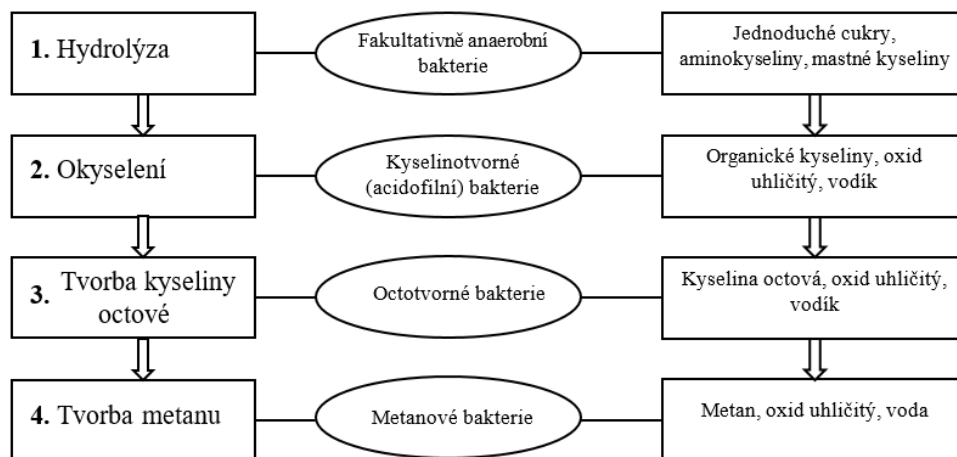 1. Hydrolýza
Fakultativně anaerobní
bakterie
Jednoduché cukry,
aminokyseliny, mastné kyseliny
2. Okyselení
Kyselinotvorné
(acidofilní) bakterie
Organické kyseliny, oxid
uhličitý, vodík
3. Tvorba kyseliny
octové
Octotvorné bakterie
Kyselina octová, oxid uhličitý,
vodík
4. Tvorba metanu
Metanové bakterie
Metan, oxid uhličitý, voda